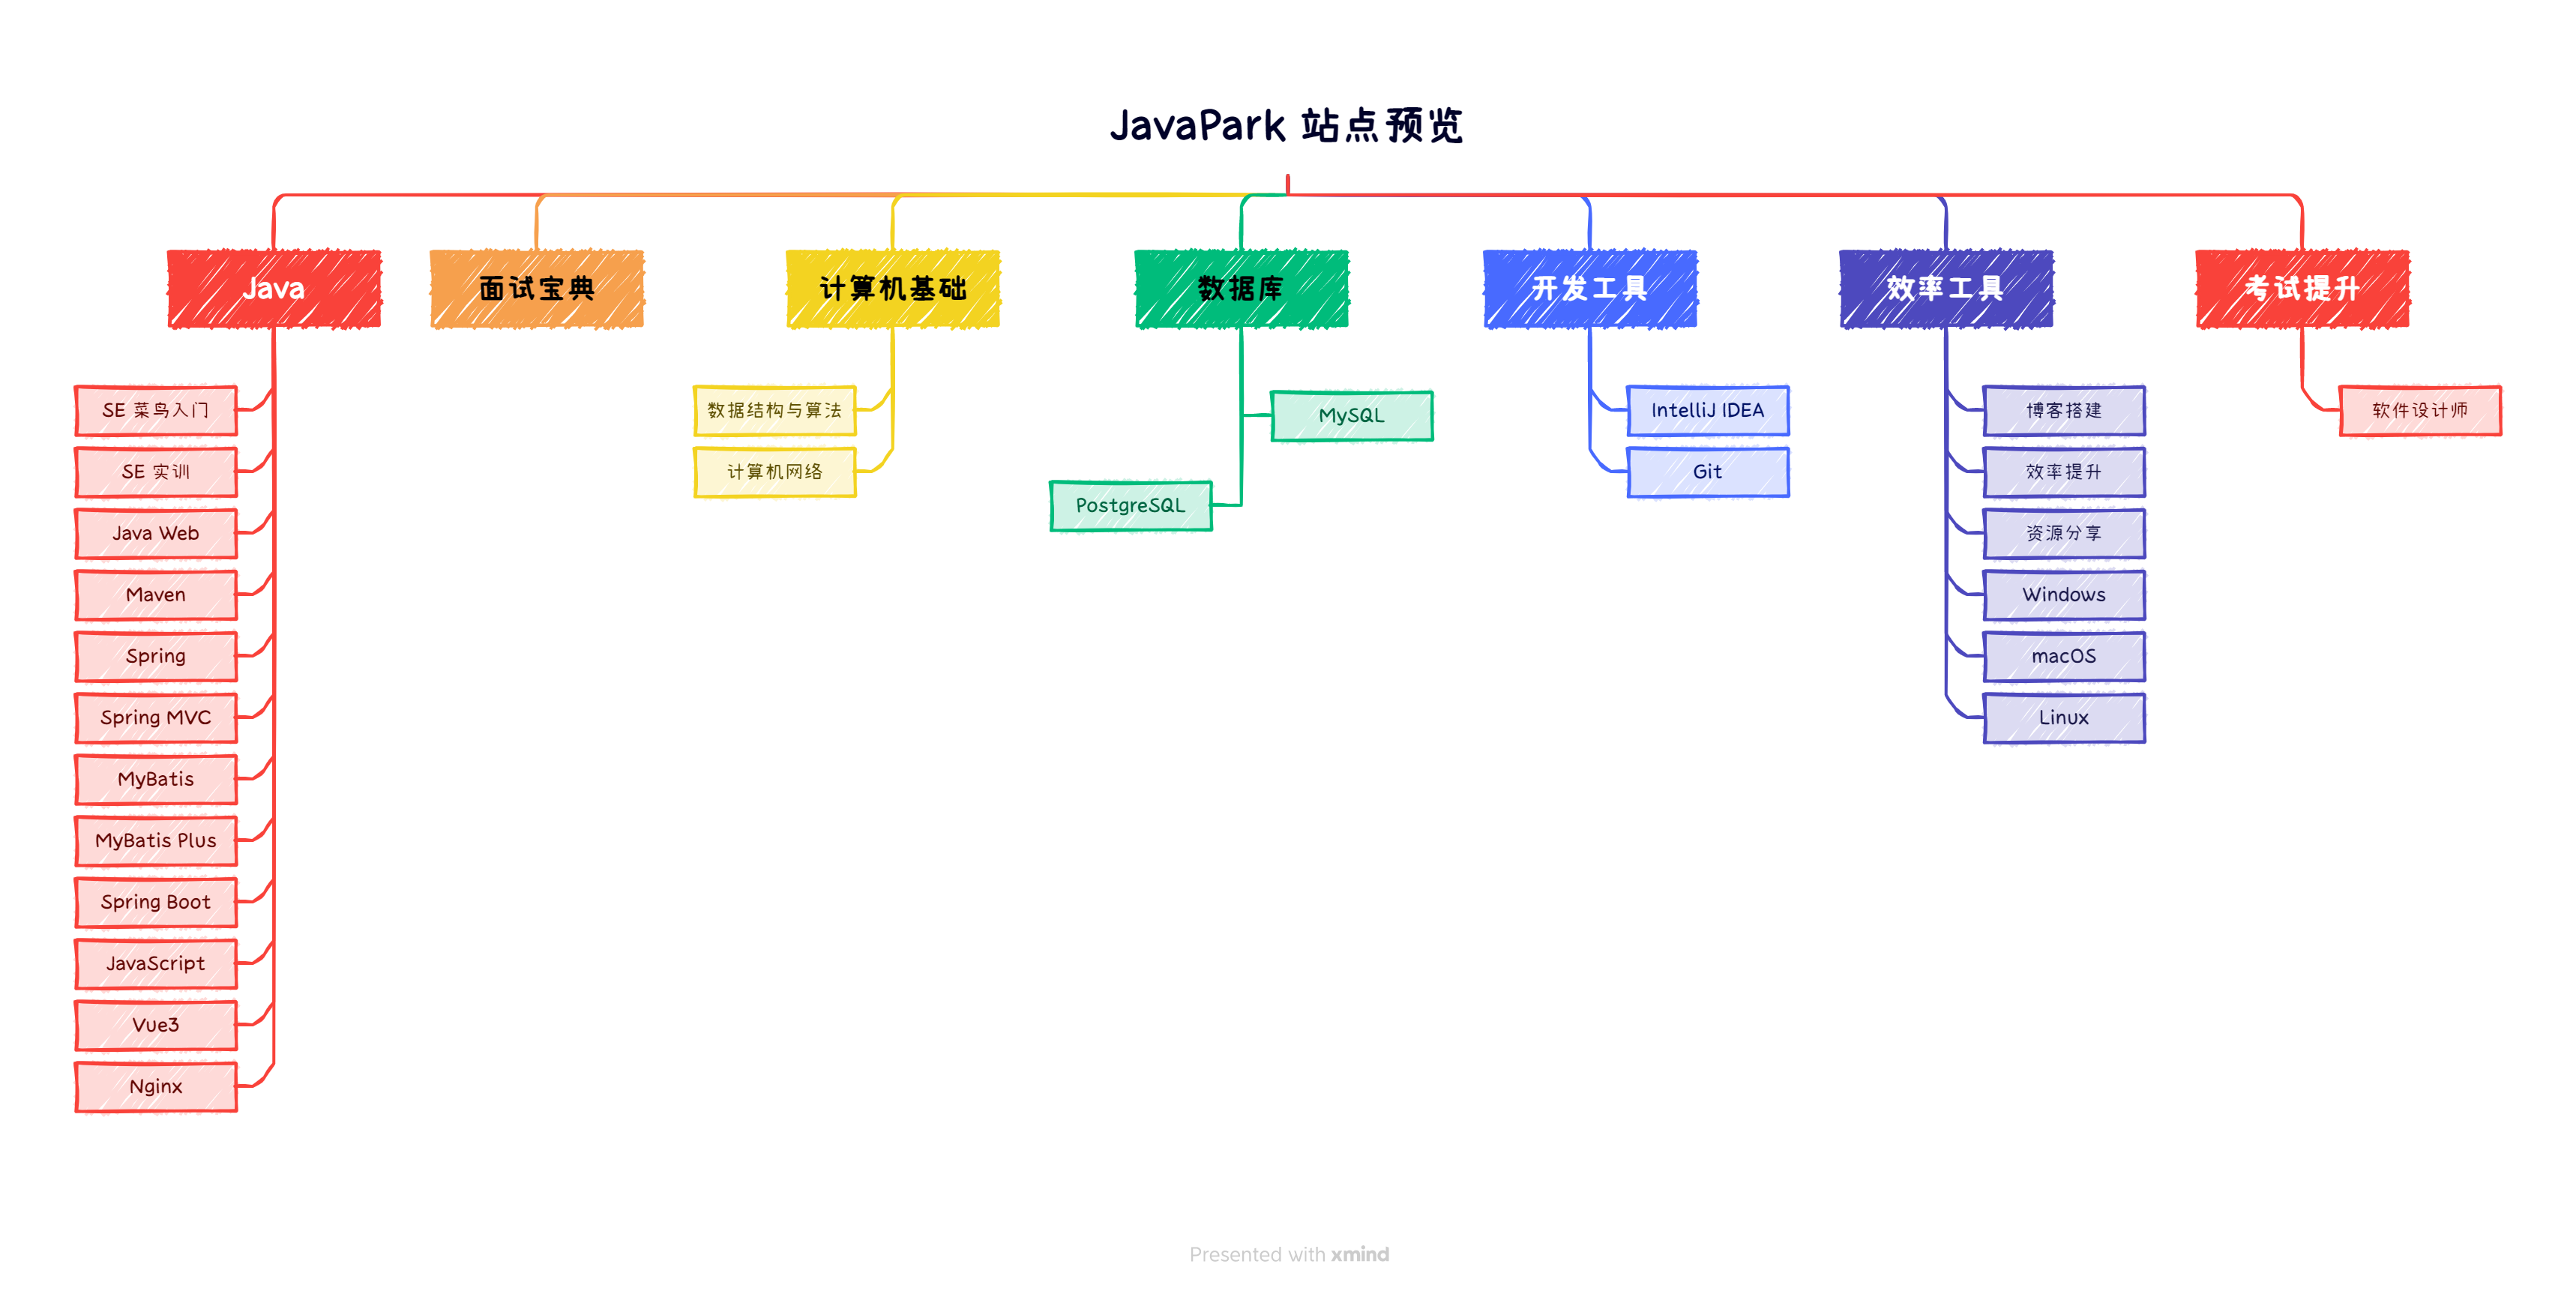 JavaPark 站点预览
Java
面试宝典
计算机基础
数据库
开发工具
效率工具
考试提升
SE 菜鸟入门
SE 实训
Java Web
Maven
Spring
Spring MVC
MyBatis
MyBatis Plus
Spring Boot
JavaScript
Vue3
Nginx
数据结构与算法
计算机网络
MySQL
PostgreSQL
IntelliJ IDEA
Git
博客搭建
效率提升
资源分享
Windows
macOS
Linux
软件设计师
Presented with xmind